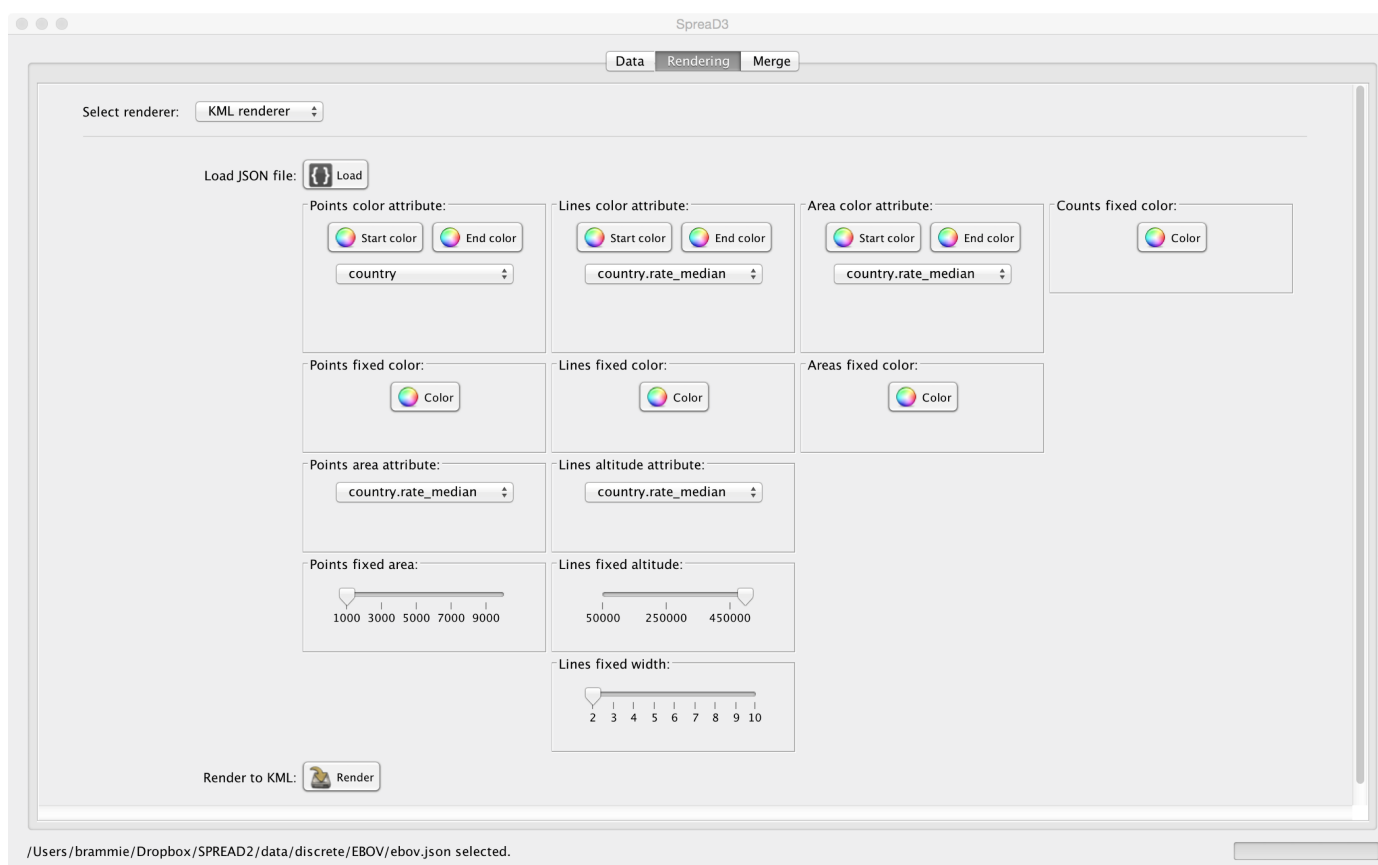 SpreaD3
Data Rendering Merge
Select renderer: KML renderer
Load JSON file: Load
Points color attribute: Lines color attribute: Area color attribute: Counts fixed color:
Start color End color Start color End color Start color End color Color
country country.rate_median country.rate_median
Points fixed color: Lines fixed color: Areas fixed color:
Color Color Color
Points area attribute: Lines altitude attribute:
country.rate_median country.rate_median
Points fixed area: Lines fixed altitude:
1000 3000 5000 7000 9000 50000 250000 450000
Lines fixed width:
2 3 4 5 6 7 8 9 10
Render to KML: Render
/Users/brammie/Dropbox/SPREAD2/data/discrete/EBOV/ebov.json selected.